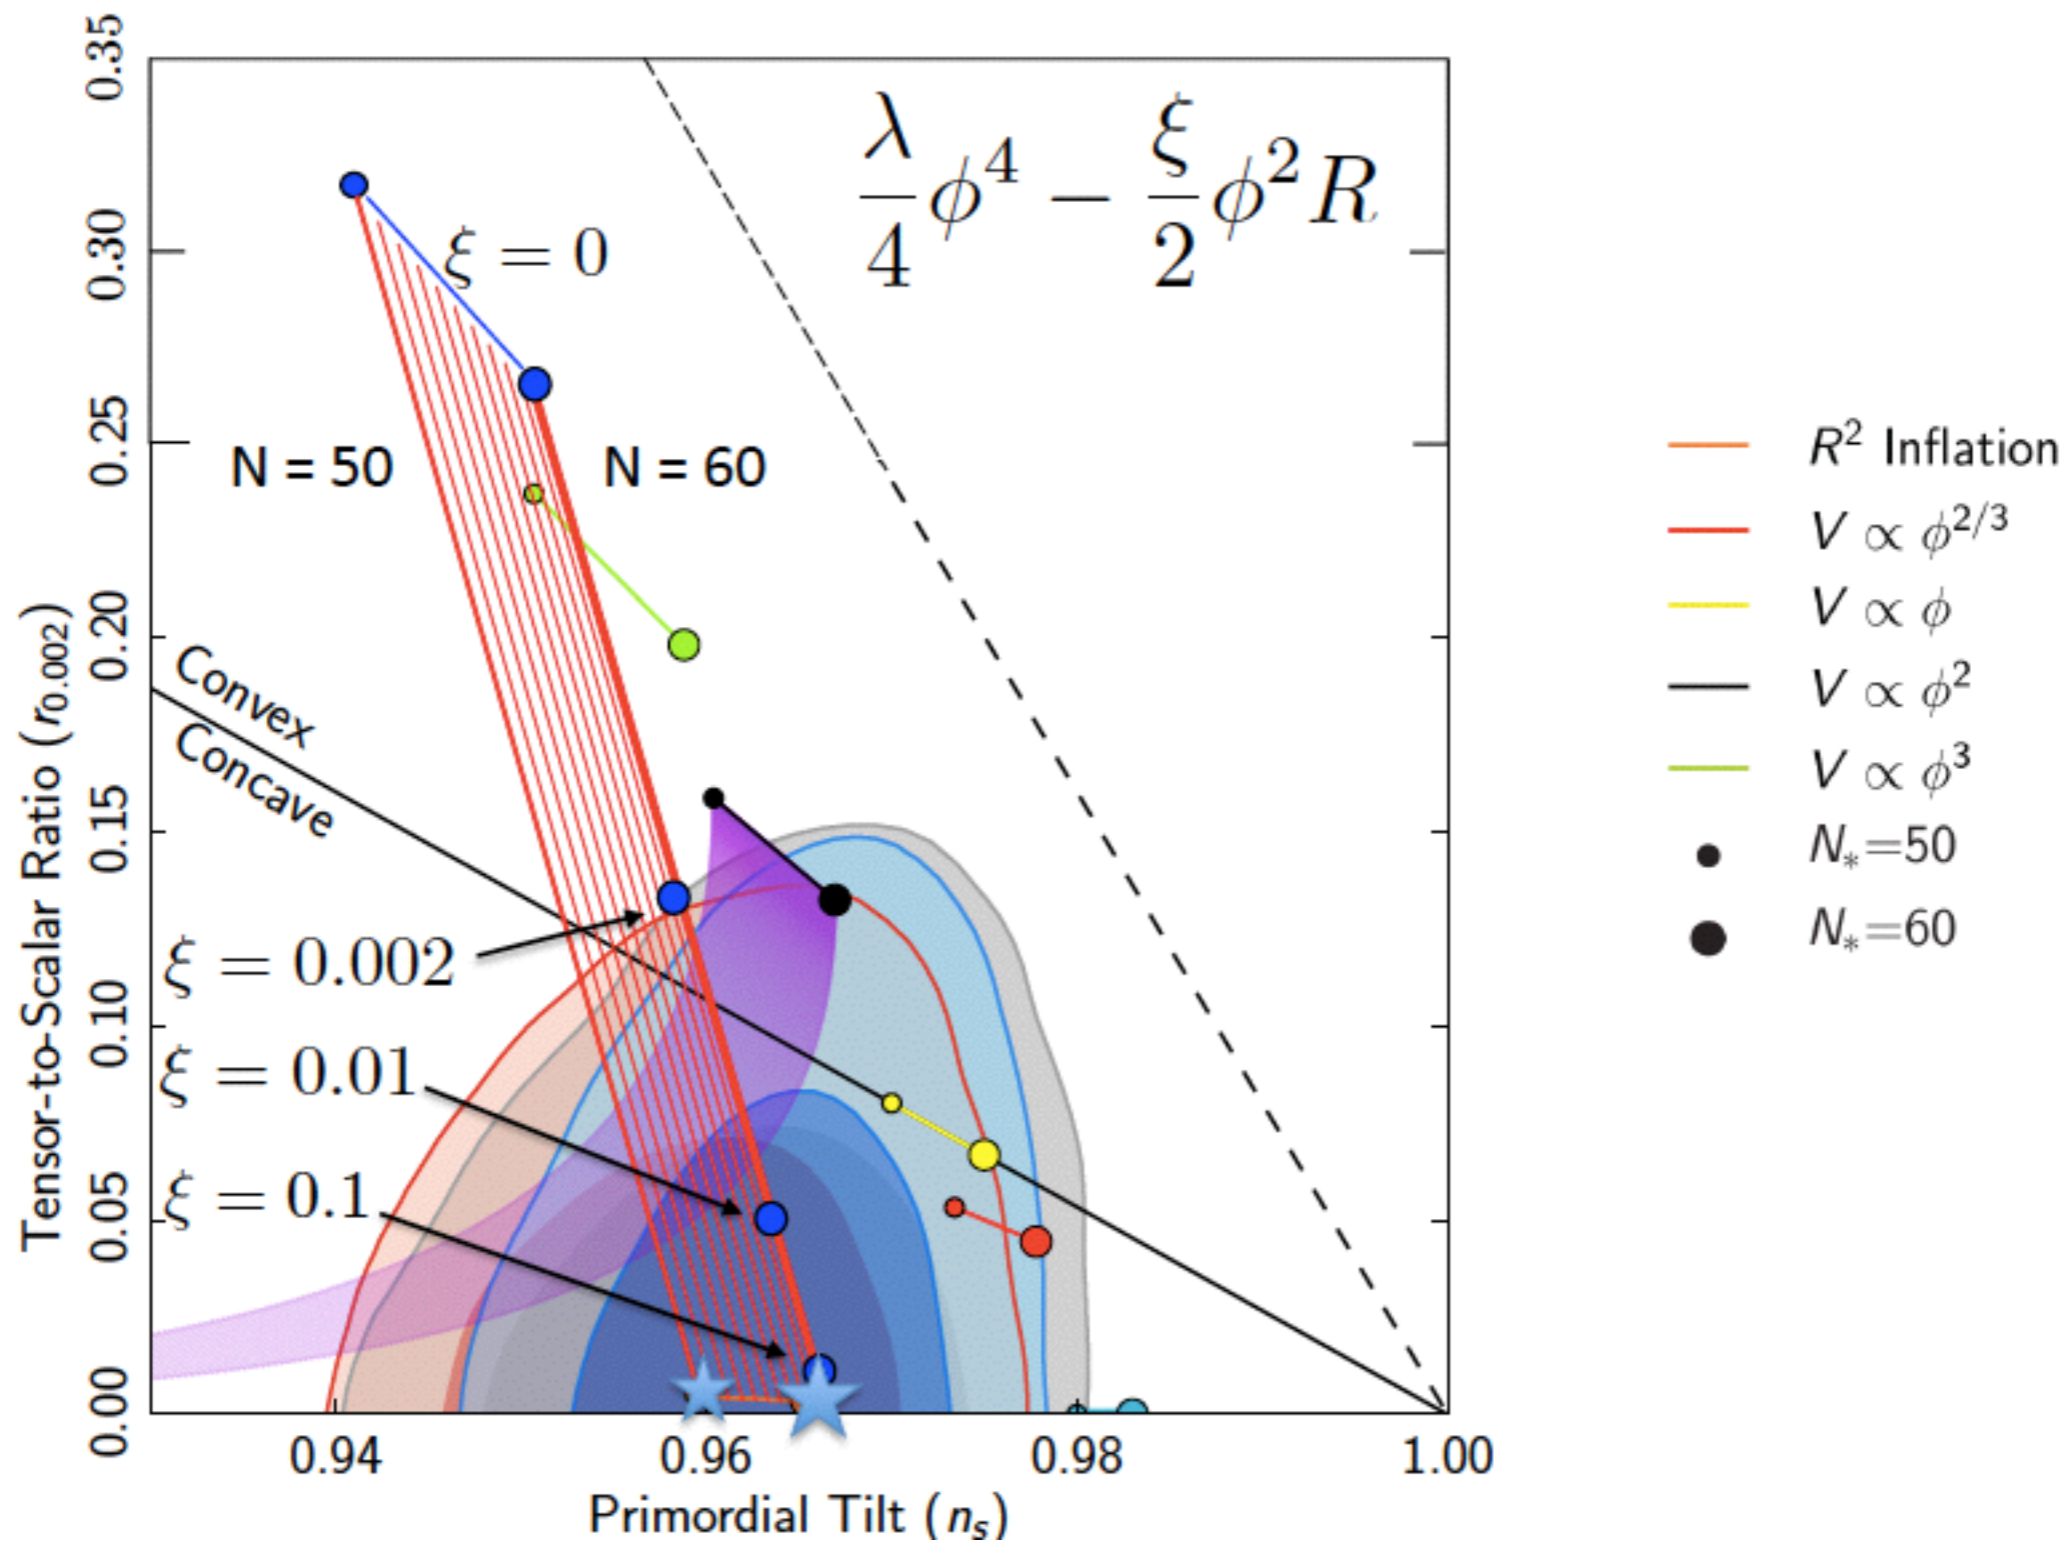 0.35
0.30
0.25
0.20
0.15
0.10
0.05
0.00
Tensor-to-Scalar Ratio (r₀.₀₀₂)
λ/4 ϕ⁴ − ξ/2 ϕ²R
ξ = 0
N = 50
N = 60
Convex
Concave
ξ = 0.002
ξ = 0.01
ξ = 0.1
0.94
0.96
0.98
1.00
Primordial Tilt (nₛ)
R² Inflation
V ∝ ϕ^{2/3}
V ∝ ϕ
V ∝ ϕ²
V ∝ ϕ³
N∗=50
N∗=60